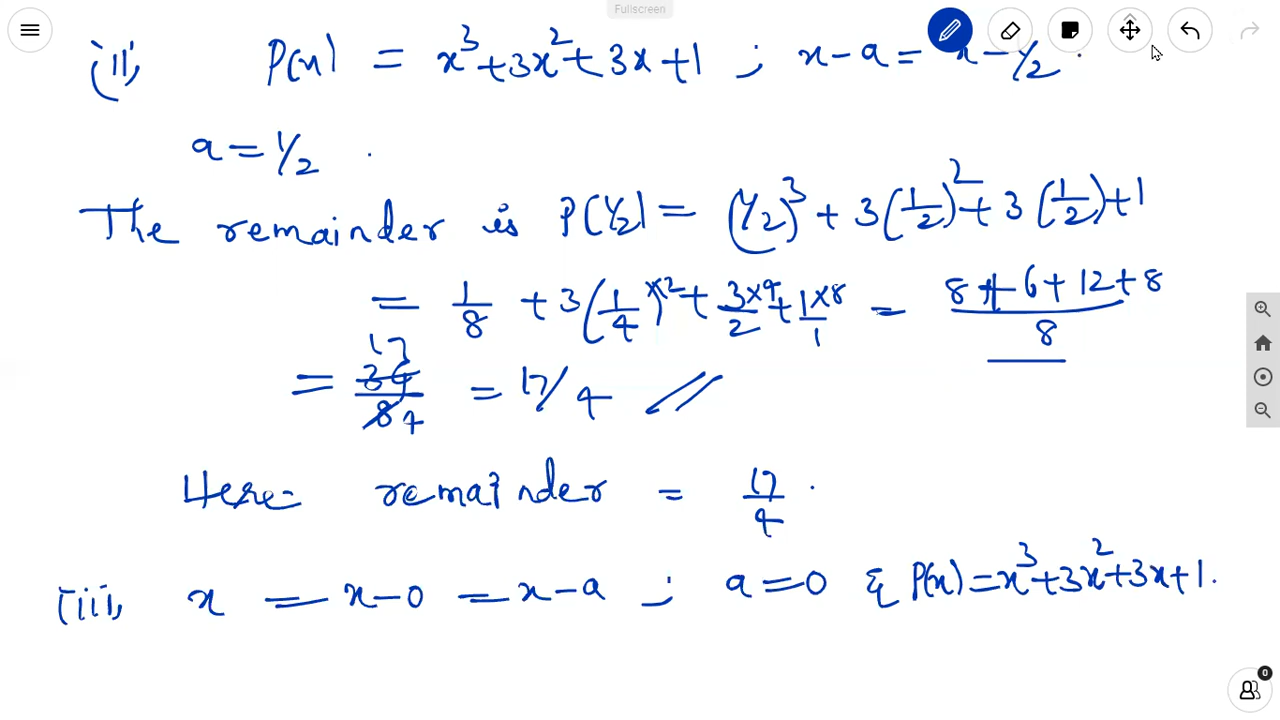 Fullscreen
(ii) P(x) = x³+3x²+3x+1 ; x-a = x-1/2.
a = 1/2 .
The remainder is P(1/2) = (1/2)³ + 3(1/2)² + 3(1/2)+1
= 1/8 + 3(1/4)×2 + 3×4/2 + 1×8/1 = 8+6+12+8/8
= 34/8 17 4 = 17/4 //
Here remainder = 17/4 .
(iii) x = x-0 = x-a ; a=0 & P(x)=x³+3x²+3x+1.
0